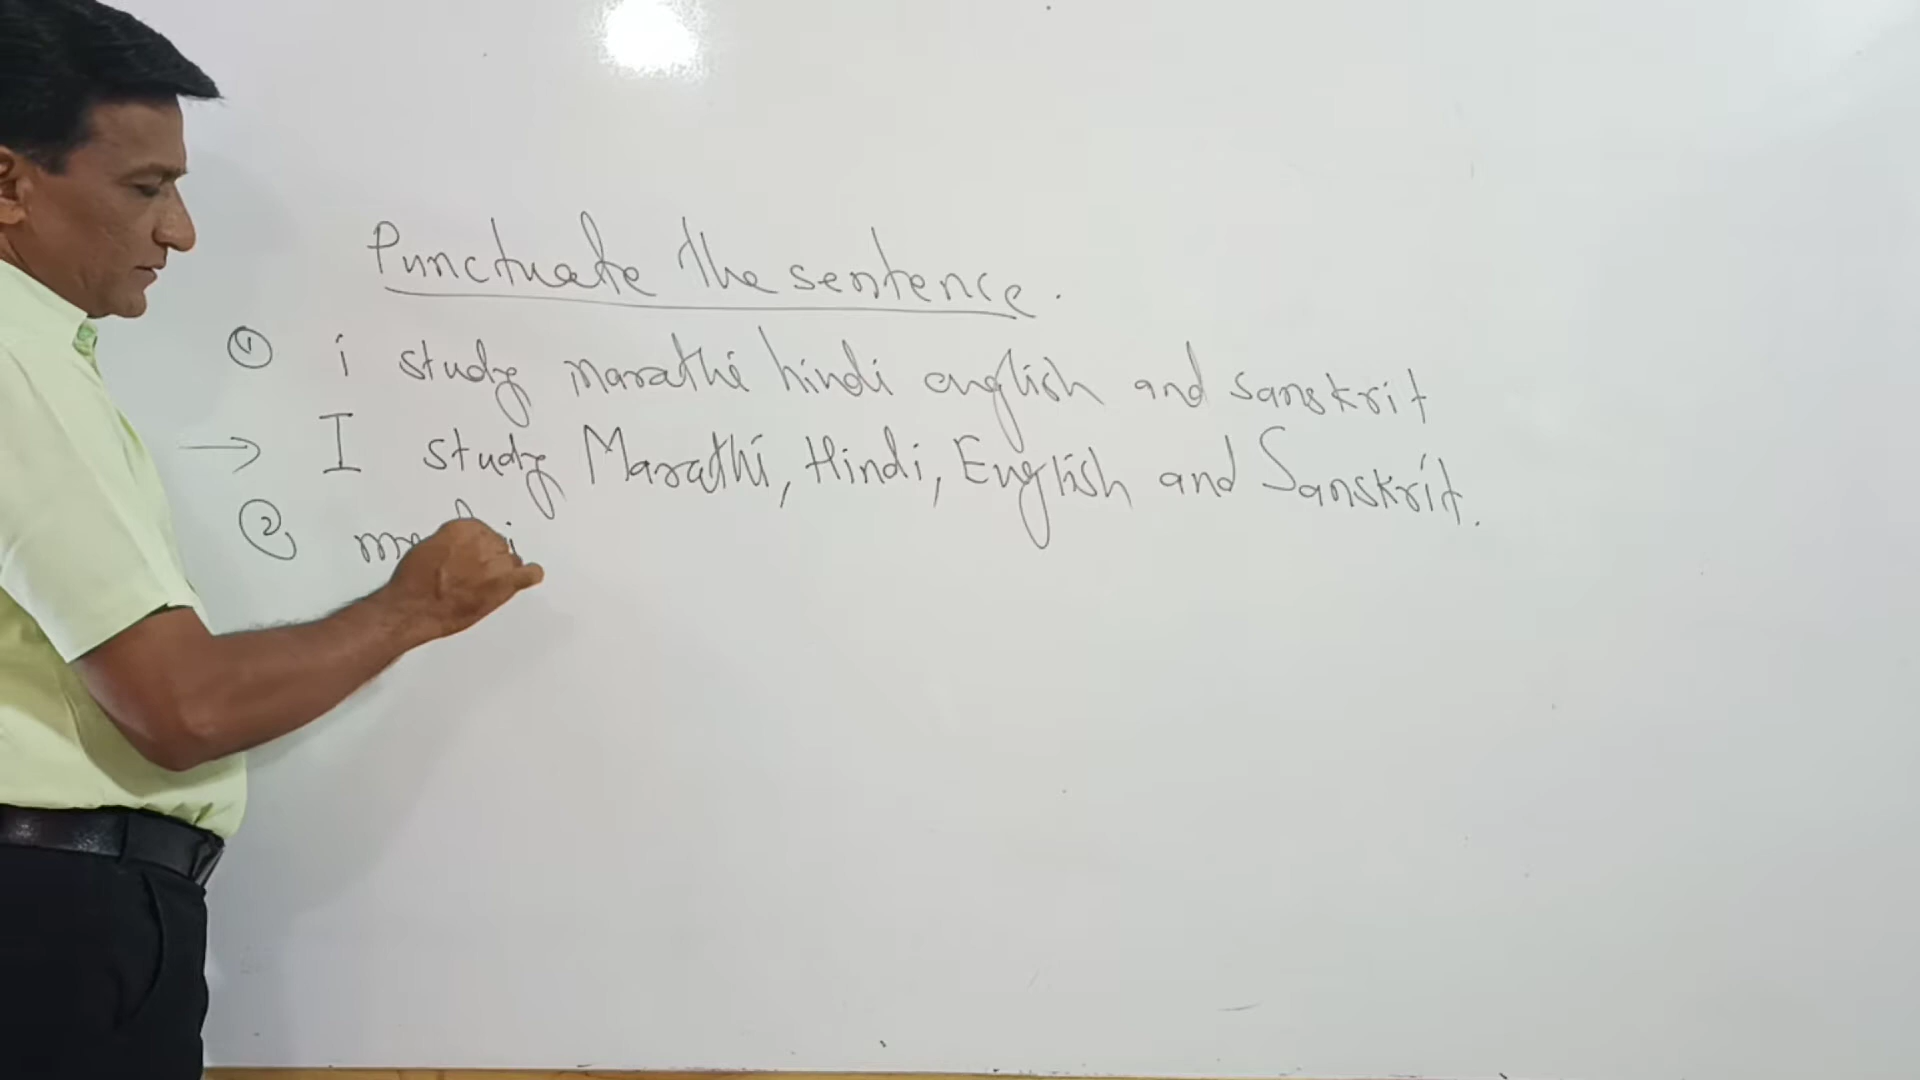 Punctuate the sentence.
① i study marathi hindi english and sanskrit
→ I study Marathi, Hindi, English and Sanskrit.
②